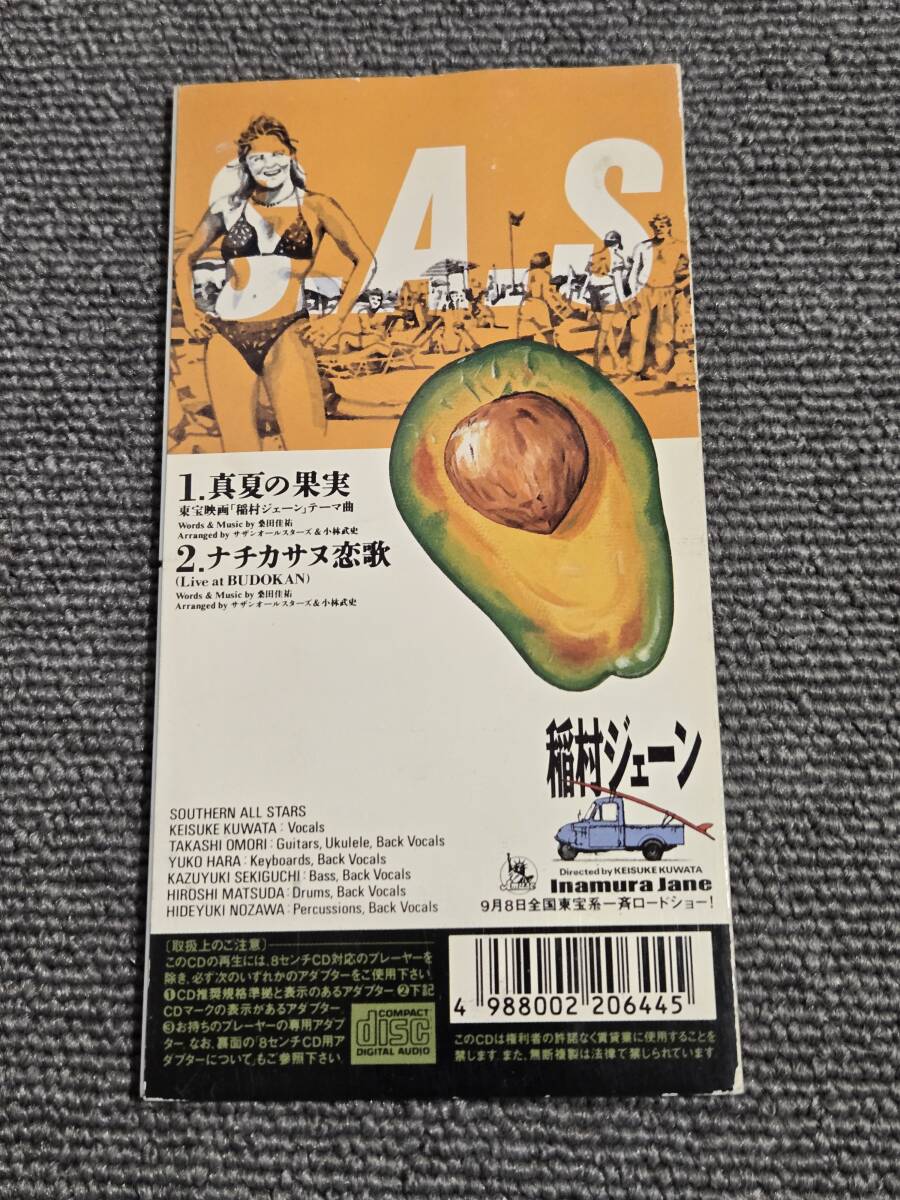 S.A.S
1.真夏の果実
東宝映画「稲村ジェーン」テーマ曲
Words & Music by 桑田佳祐
Arranged by サザンオールスターズ&小林武史
2.ナチカサヌ恋歌
(Live at BUDOKAN)
Words & Music by 桑田佳祐
Arranged by サザンオールスターズ&小林武史
稲村ジェーン
Directed by KEISUKE KUWATA
Inamura Jane
9月8日全国東宝系一斉ロードショー!
SOUTHERN ALL STARS
KEISUKE KUWATA : Vocals
TAKASHI OMORI : Guitars, Ukulele, Back Vocals
YUKO HARA : Keyboards, Back Vocals
KAZUYUKI SEKIGUCHI : Bass, Back Vocals
HIROSHI MATSUDA : Drums, Back Vocals
HIDEYUKI NOZAWA : Percussions, Back Vocals
〔取扱上のご注意〕
このCDの再生には、8センチCD対応のプレーヤーを
除き、必ず次のいずれかのアダプターをご使用下さい。
❶CD推奨規格準拠と表示のあるアダプター ❷下記
CDマークの表示があるアダプター
❸お持ちのプレーヤーの専用アダプ
ター なお、裏面の「8センチCD用ア
ダプターについて」もご参照下さい。
COMPACT
disc
DIGITAL AUDIO
4 988002 206445
このCDは権利者の許諾なく賃貸業に使用することを
禁じます。また、無断複製は法律で禁じられています。